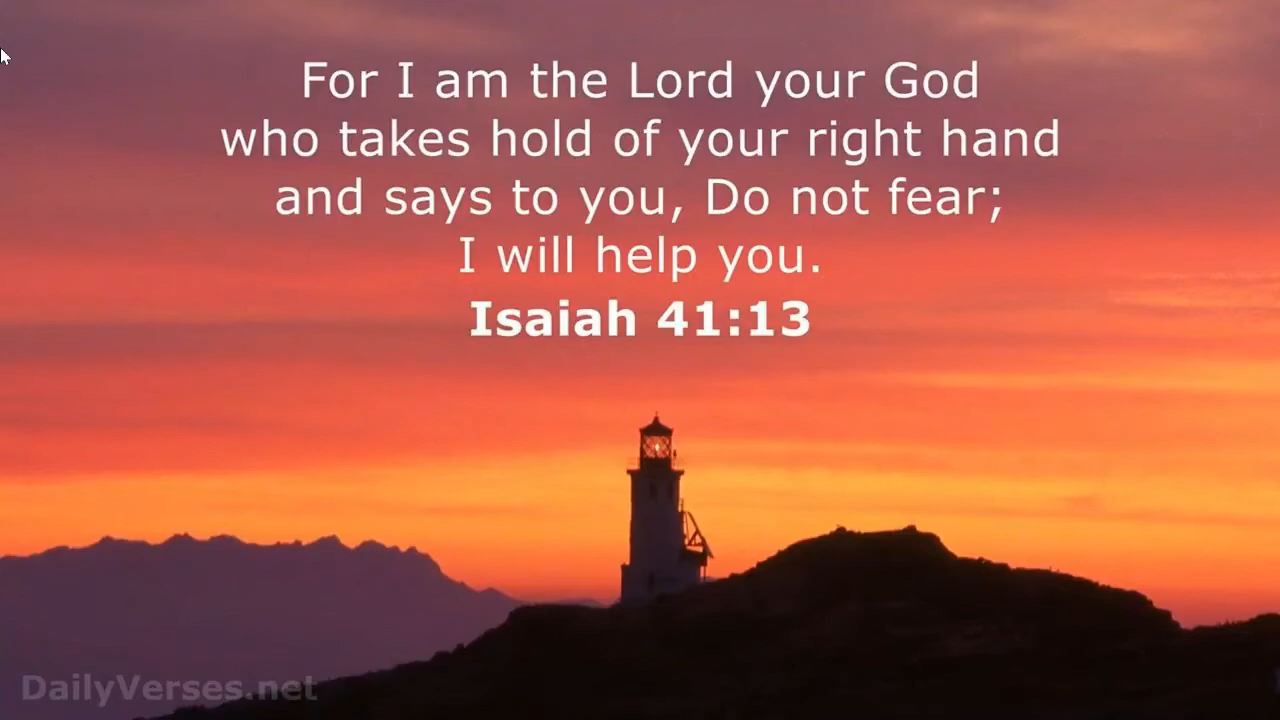 For I am the Lord your God
who takes hold of your right hand
and says to you, Do not fear;
I will help you.
Isaiah 41:13
DailyVerses.net